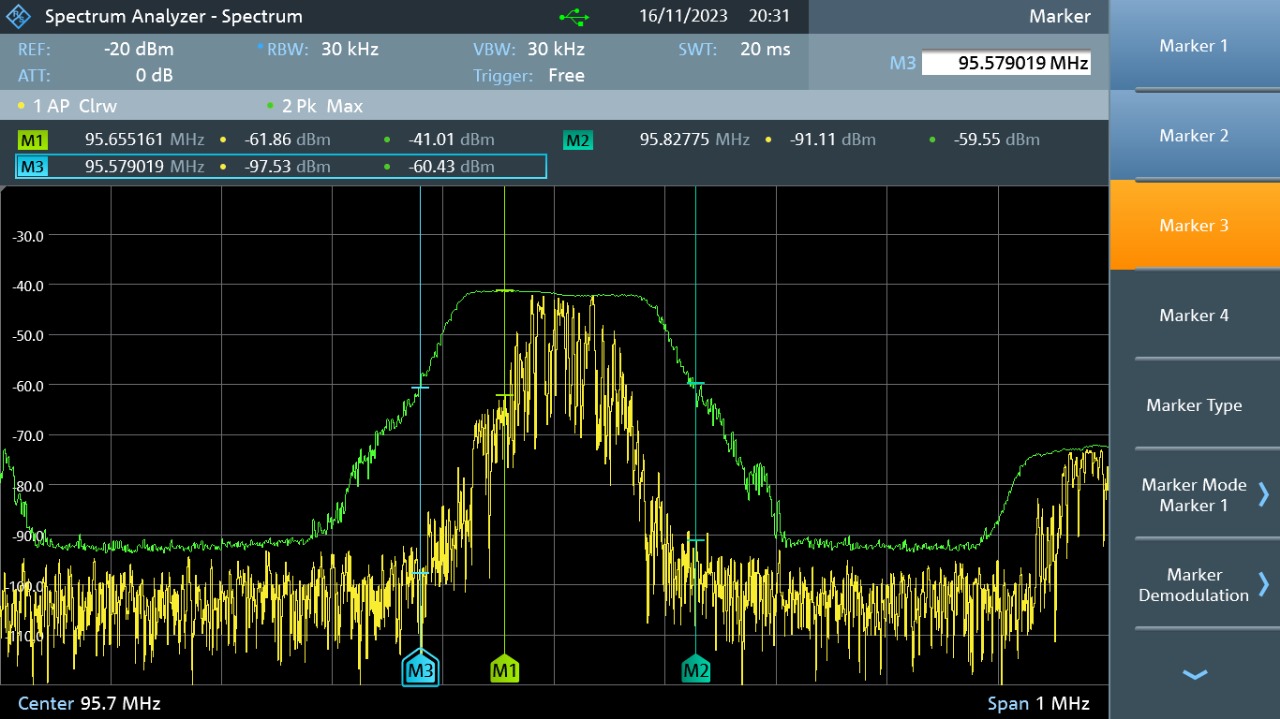 Spectrum Analyzer - Spectrum 16/11/2023 20:31 Marker
REF: -20 dBm RBW: 30 kHz VBW: 30 kHz SWT: 20 ms
ATT: 0 dB Trigger: Free
M3 95.579019 MHz
1 AP Clrw 2 Pk Max
M1 95.655161 MHz -61.86 dBm -41.01 dBm M2 95.82775 MHz -91.11 dBm -59.55 dBm
M3 95.579019 MHz -97.53 dBm -60.43 dBm
-30.0
-40.0
-50.0
-60.0
-70.0
-80.0
-90.0
-100.0
-110.0
M3 M1 M2
Center 95.7 MHz Span 1 MHz
Marker 1
Marker 2
Marker 3
Marker 4
Marker Type
Marker Mode
Marker 1
Marker
Demodulation